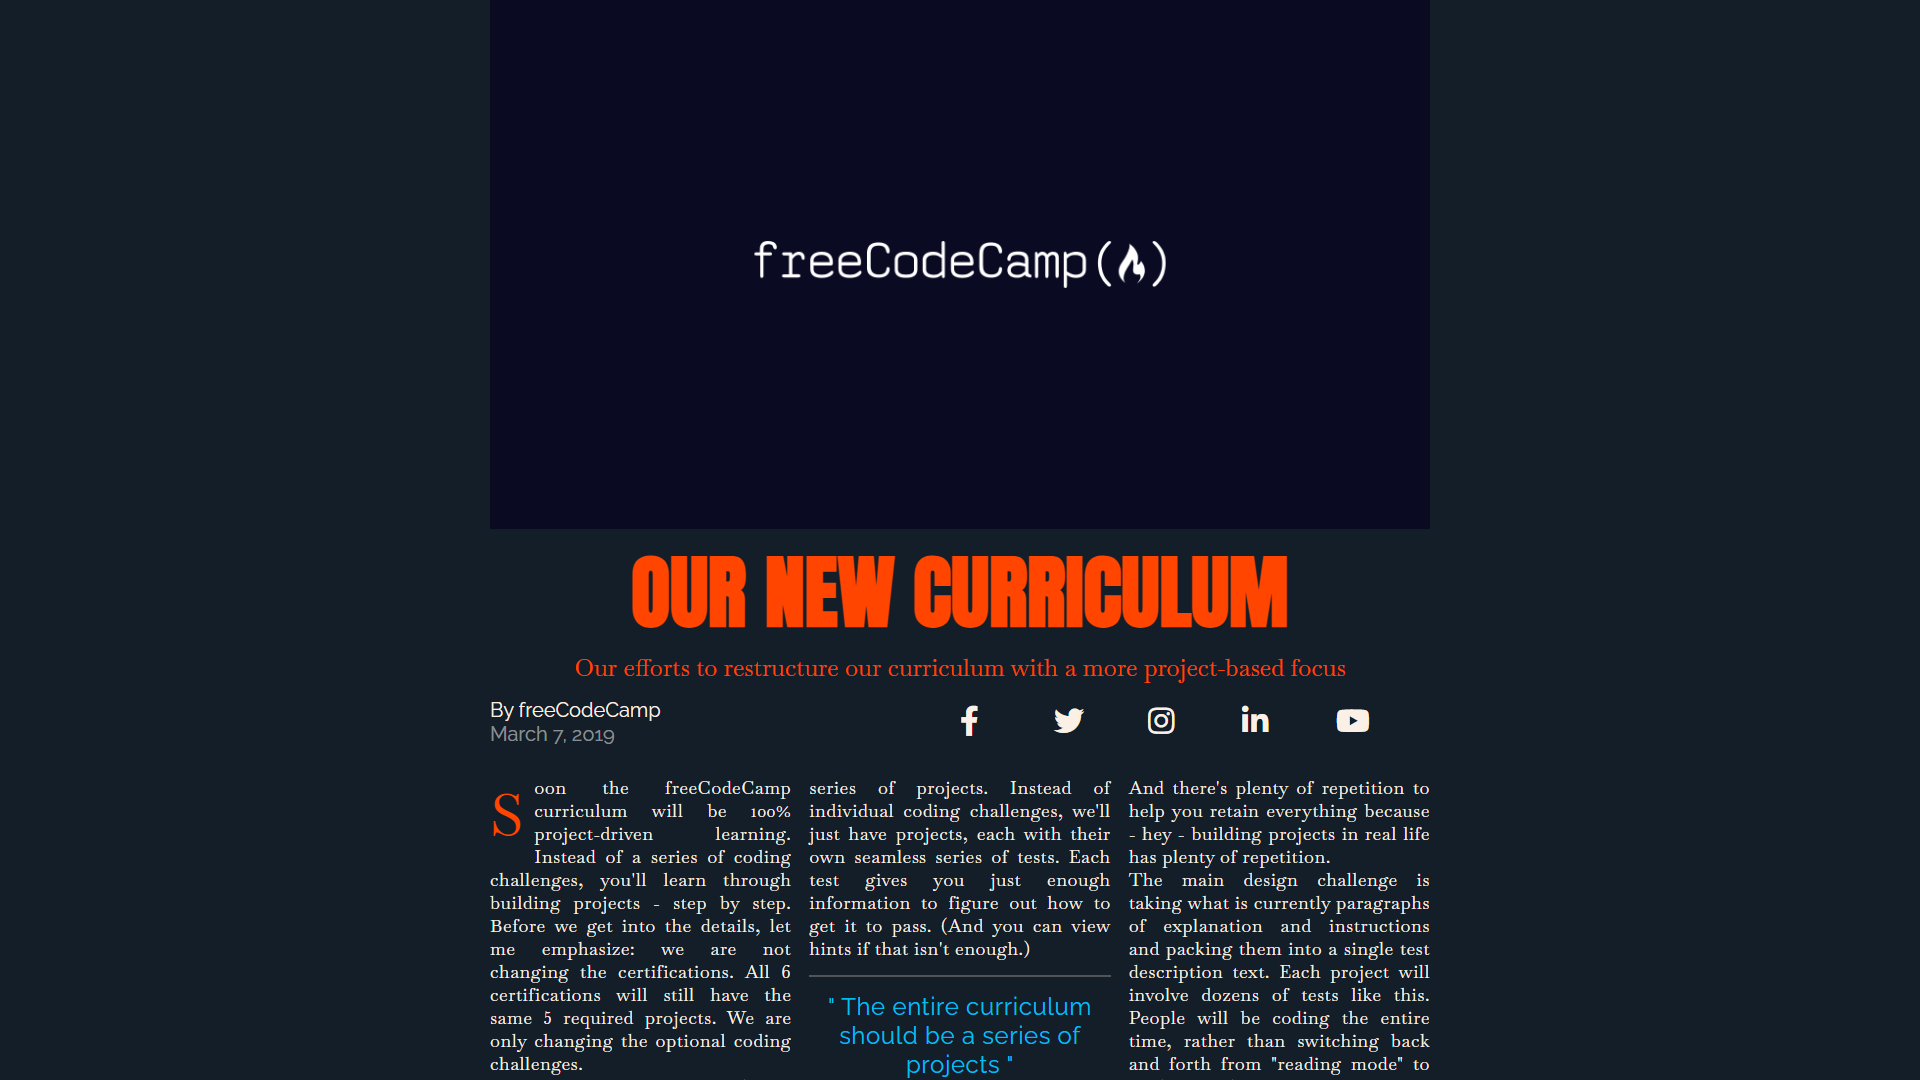 freeCodeCamp()
OUR NEW CURRICULUM
Our efforts to restructure our curriculum with a more project-based focus
By freeCodeCamp
March 7, 2019
Soon the freeCodeCamp
curriculum will be 100%
project-driven learning.
Instead of a series of coding
challenges, you'll learn through
building projects - step by step.
Before we get into the details, let
me emphasize: we are not
changing the certifications. All 6
certifications will still have the
same 5 required projects. We are
only changing the optional coding
challenges.
series of projects. Instead of
individual coding challenges, we'll
just have projects, each with their
own seamless series of tests. Each
test gives you just enough
information to figure out how to
get it to pass. (And you can view
hints if that isn't enough.)
" The entire curriculum
should be a series of
projects "
And there's plenty of repetition to
help you retain everything because
- hey - building projects in real life
has plenty of repetition.
The main design challenge is
taking what is currently paragraphs
of explanation and instructions
and packing them into a single test
description text. Each project will
involve dozens of tests like this.
People will be coding the entire
time, rather than switching back
and forth from "reading mode" to